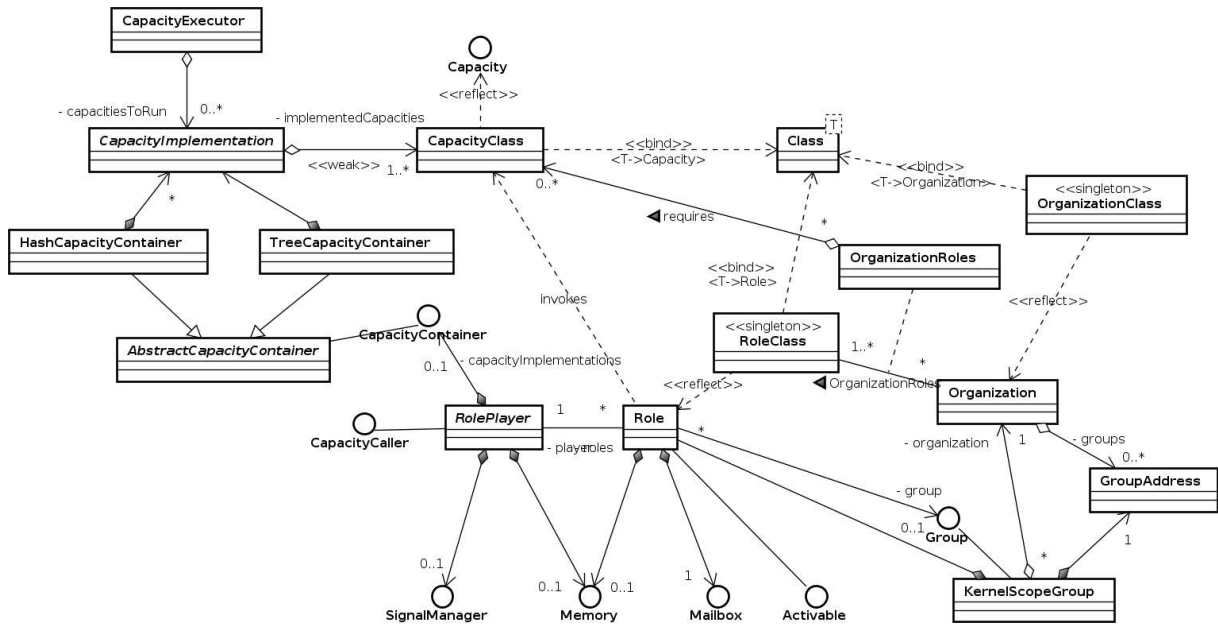 CapacityExecutor
Capacity
<<reflect>>
- capacitiesToRun
0..*
- implementedCapacities
CapacityImplementation
<<weak>>
1..*
CapacityClass
<<bind>>
<T->Capacity>
Class
T
<<bind>>
<T->Organization>
<<singleton>>
OrganizationClass
0..*
requires
*
*
*
HashCapacityContainer
TreeCapacityContainer
OrganizationRoles
<<bind>>
<T->Role>
invokes
<<reflect>>
<<singleton>>
RoleClass
1..*
*
OrganizationRoles
AbstractCapacityContainer
CapacityContainer
0..1
- capacityImplementations
<<reflect>>
Organization
CapacityCaller
RolePlayer
1
*
- player
- roles
Role
*
- organization
1
- groups
0..*
GroupAddress
- group
0..1
Group
1
*
KernelScopeGroup
0..1
SignalManager
0..1
Memory
0..1
1
Mailbox
Activable